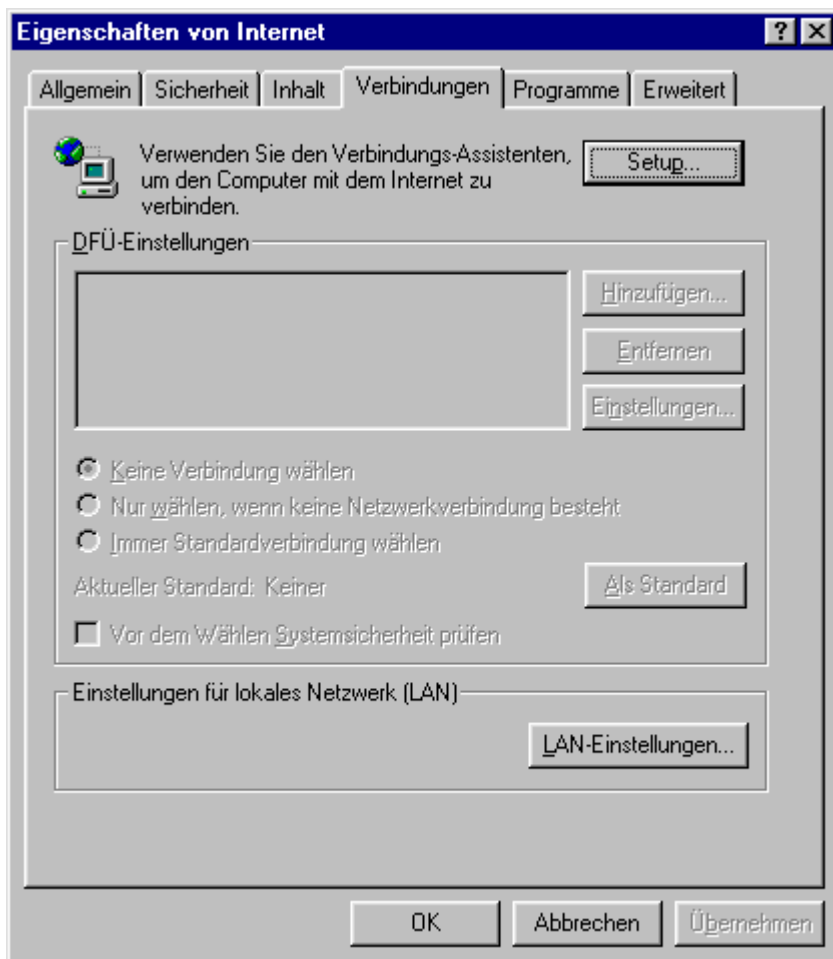 Eigenschaften von Internet
Allgemein Sicherheit Inhalt Verbindungen Programme Erweitert
Verwenden Sie den Verbindungs-Assistenten,
um den Computer mit dem Internet zu
verbinden.
Setup...
DFÜ-Einstellungen
Hinzufügen...
Entfernen
Einstellungen...
Keine Verbindung wählen
Nur wählen, wenn keine Netzwerkverbindung besteht
Immer Standardverbindung wählen
Aktueller Standard: Keiner
Als Standard
Vor dem Wählen Systemsicherheit prüfen
Einstellungen für lokales Netzwerk (LAN)
LAN-Einstellungen...
OK Abbrechen Übernehmen